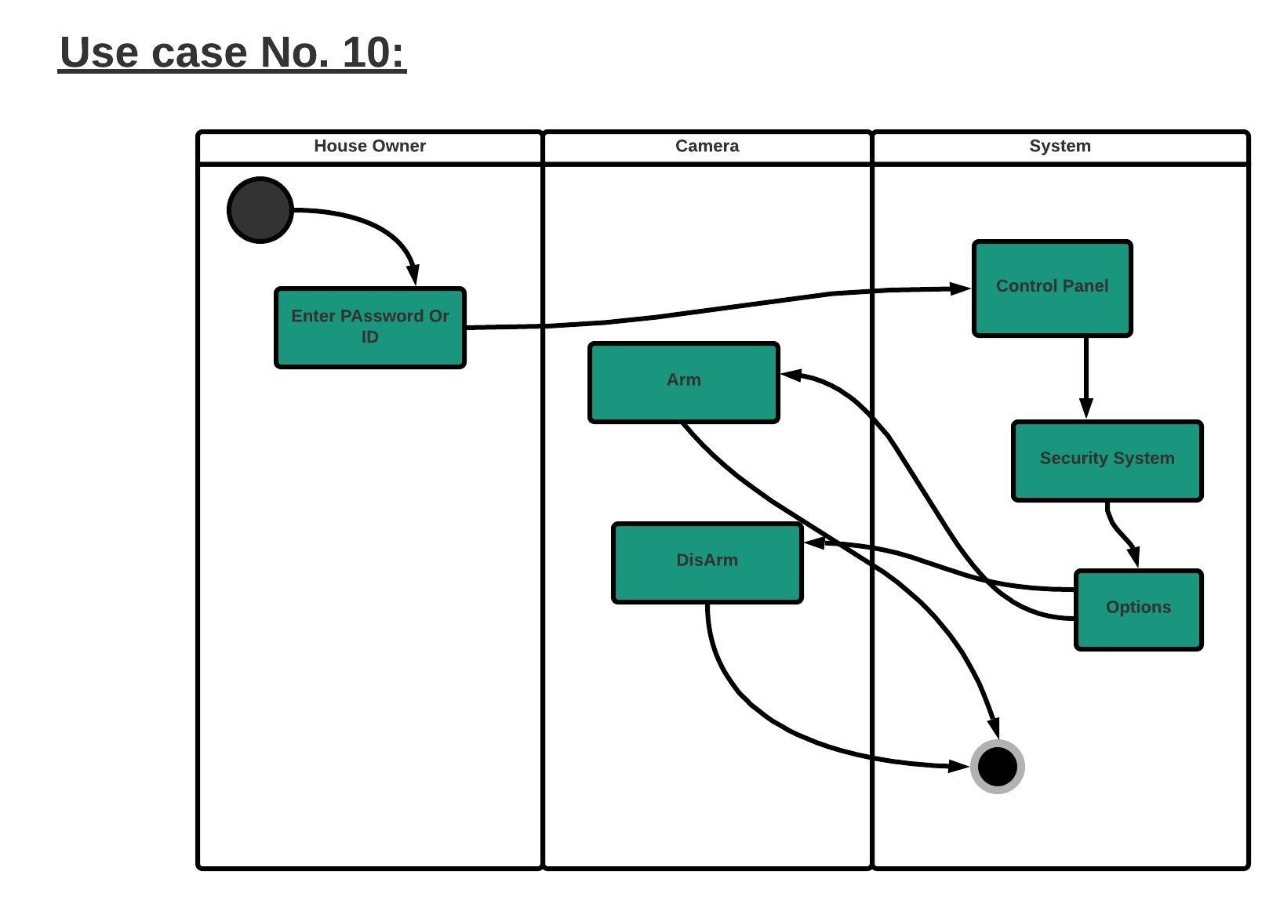 Use case No. 10:
House Owner
Camera
System
Enter PAssword Or
ID
Control Panel
Arm
Security System
DisArm
Options